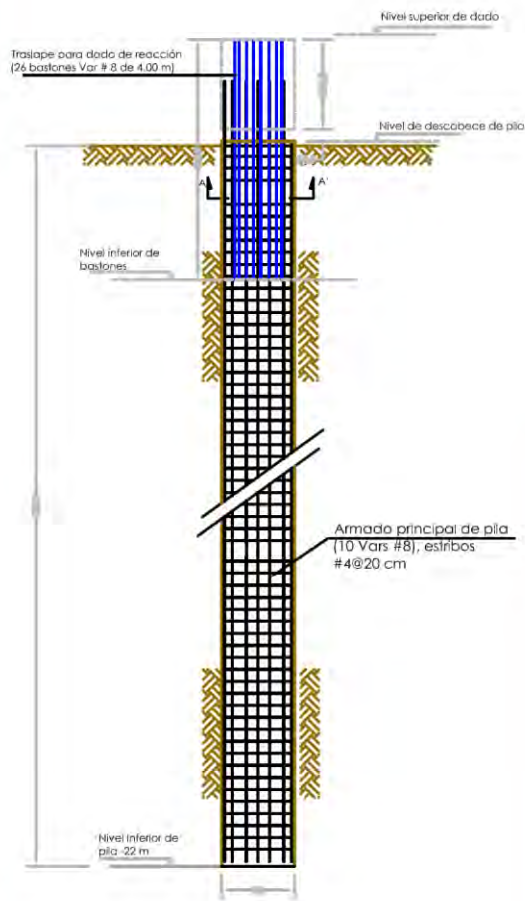 Nivel superior de dado
Traslape para dado de reacción
(26 bastones Var # 8 de 4.00 m)
Nivel de descabece de pila
A
A'
Nivel inferior de
bastones
Armado principal de pila
(10 Vars #8), estribos
#4@20 cm
Nivel inferior de
pila -22 m